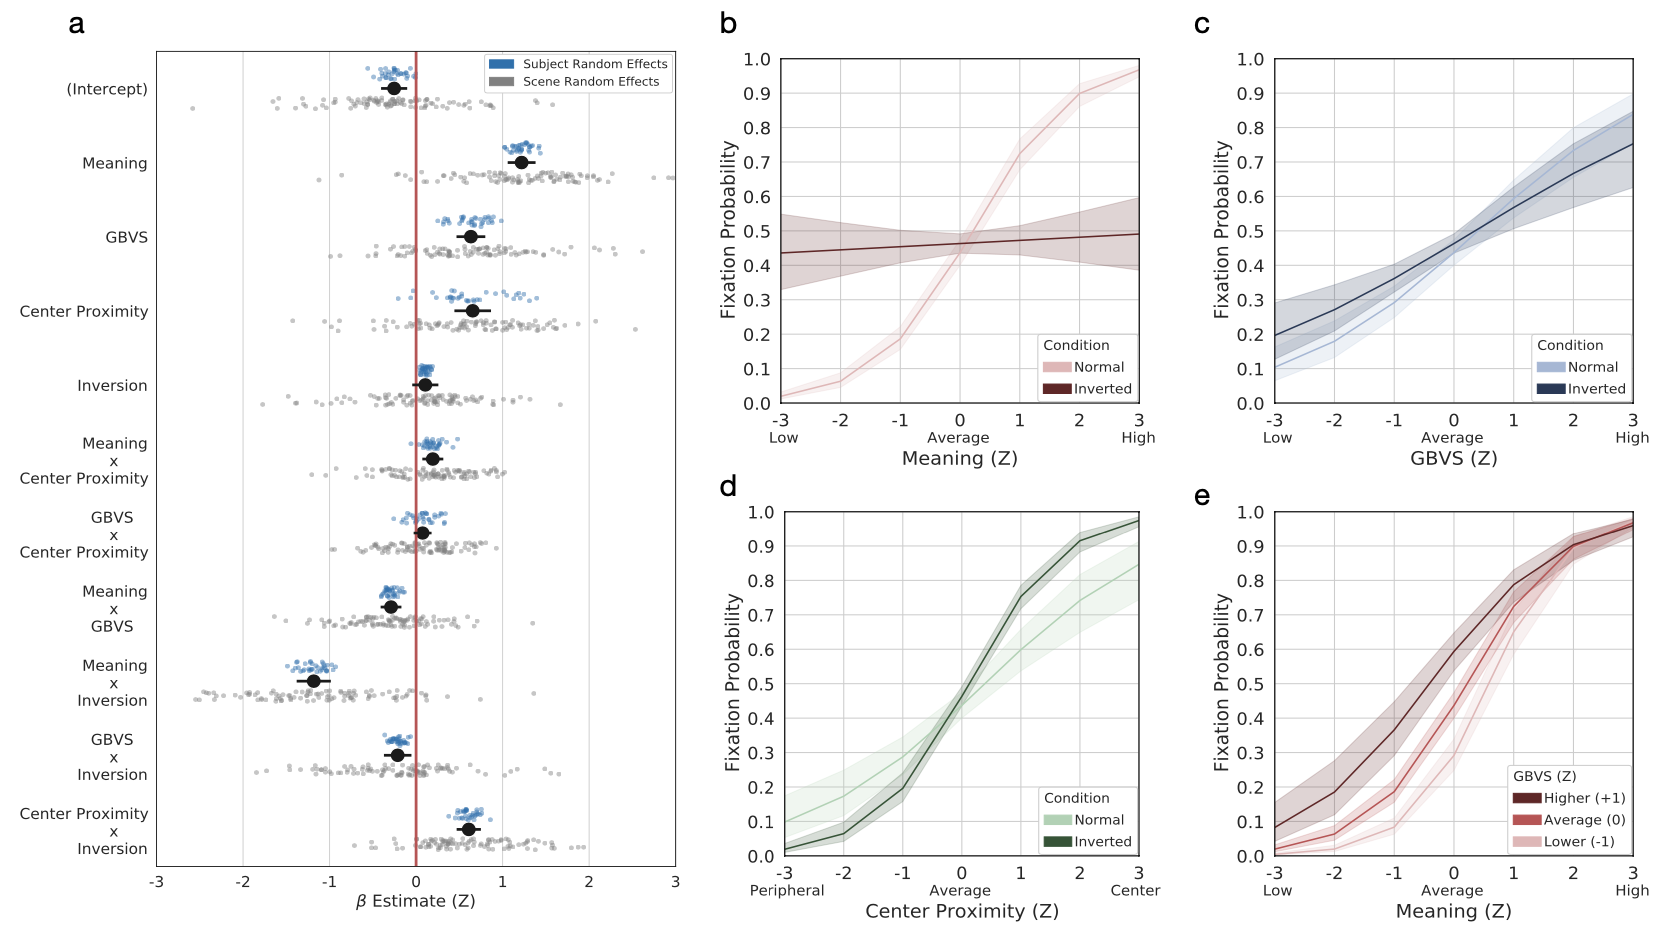 a
Subject Random Effects
Scene Random Effects
(Intercept)
Meaning
GBVS
Center Proximity
Inversion
Meaning
x
Center Proximity
GBVS
x
Center Proximity
Meaning
x
GBVS
Meaning
x
Inversion
GBVS
x
Inversion
Center Proximity
x
Inversion
-3 -2 -1 0 1 2 3
β Estimate (Z)
b
Fixation Probability
1.0
0.9
0.8
0.7
0.6
0.5
0.4
0.3
0.2
0.1
0.0
Condition
Normal
Inverted
-3 -2 -1 0 1 2 3
Low Average High
Meaning (Z)
c
Fixation Probability
1.0
0.9
0.8
0.7
0.6
0.5
0.4
0.3
0.2
0.1
0.0
Condition
Normal
Inverted
-3 -2 -1 0 1 2 3
Low Average High
GBVS (Z)
d
Fixation Probability
1.0
0.9
0.8
0.7
0.6
0.5
0.4
0.3
0.2
0.1
0.0
Condition
Normal
Inverted
-3 -2 -1 0 1 2 3
Peripheral Average Center
Center Proximity (Z)
e
Fixation Probability
1.0
0.9
0.8
0.7
0.6
0.5
0.4
0.3
0.2
0.1
0.0
GBVS (Z)
Higher (+1)
Average (0)
Lower (-1)
-3 -2 -1 0 1 2 3
Low Average High
Meaning (Z)